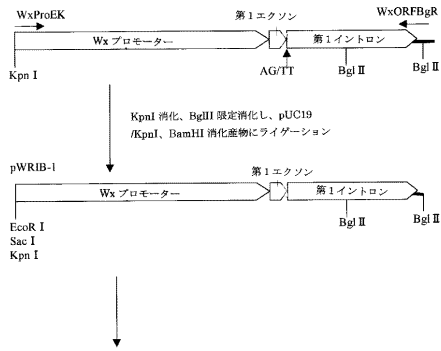 WxProEK
第1エクソン
WxORFBgR
Wx プロモーター
第1イントロン
Kpn I
AG/TT
Bgl II
Bgl II
KpnI 消化、BglII 限定消化し、pUC19
/KpnI、BamHI 消化産物にライゲーション
pWRIB-1
第1エクソン
Wx プロモーター
第1イントロン
EcoR I
Sac I
Kpn I
Bgl II
Bgl II